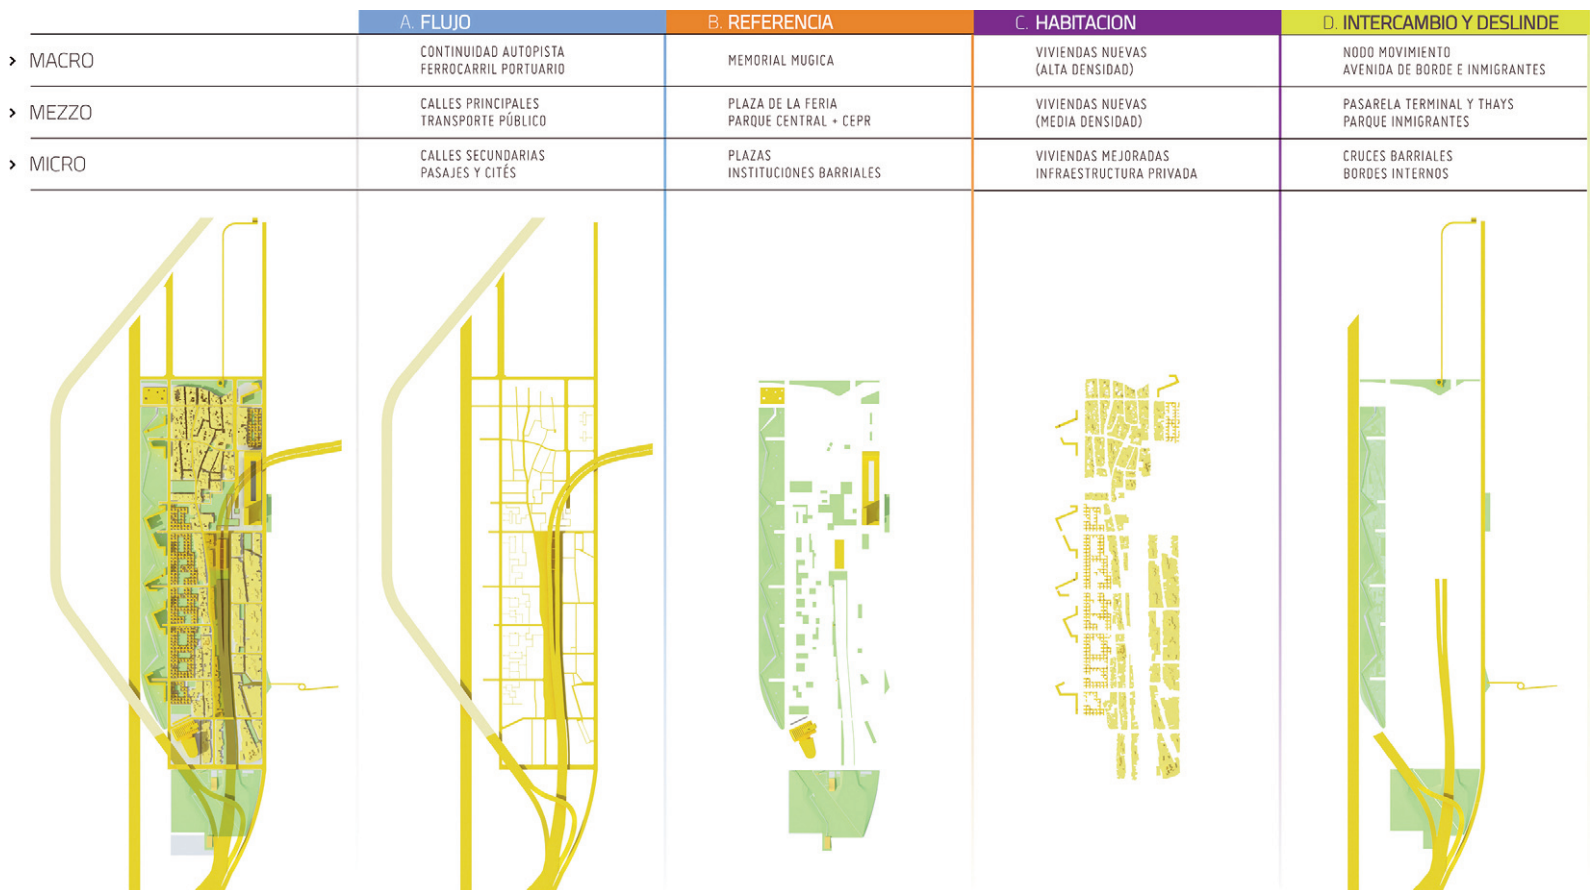 A. FLUJO
B. REFERENCIA
C. HABITACION
D. INTERCAMBIO Y DESLINDE
> MACRO
CONTINUIDAD AUTOPISTA
FERROCARRIL PORTUARIO
MEMORIAL MUGICA
VIVIENDAS NUEVAS
(ALTA DENSIDAD)
NODO MOVIMIENTO
AVENIDA DE BORDE E INMIGRANTES
> MEZZO
CALLES PRINCIPALES
TRANSPORTE PÚBLICO
PLAZA DE LA FERIA
PARQUE CENTRAL + CEPR
VIVIENDAS NUEVAS
(MEDIA DENSIDAD)
PASARELA TERMINAL Y THAYS
PARQUE INMIGRANTES
> MICRO
CALLES SECUNDARIAS
PASAJES Y CITÉS
PLAZAS
INSTITUCIONES BARRIALES
VIVIENDAS MEJORADAS
INFRAESTRUCTURA PRIVADA
CRUCES BARRIALES
BORDES INTERNOS